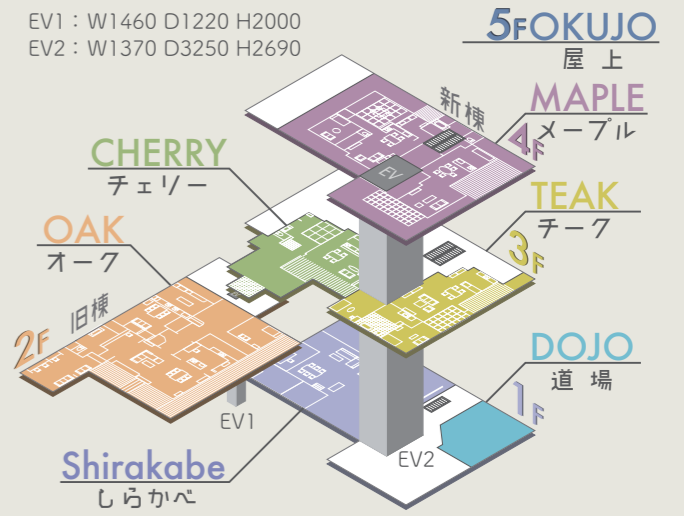 EV1：W1460 D1220 H2000
EV2：W1370 D3250 H2690
5FOKUJO
屋上
新棟
MAPLE
メープル
4F
EV
CHERRY
チェリー
TEAK
チーク
3F
OAK
オーク
旧棟
2F
DOJO
道場
1F
EV1
EV2
Shirakabe
しらかべ